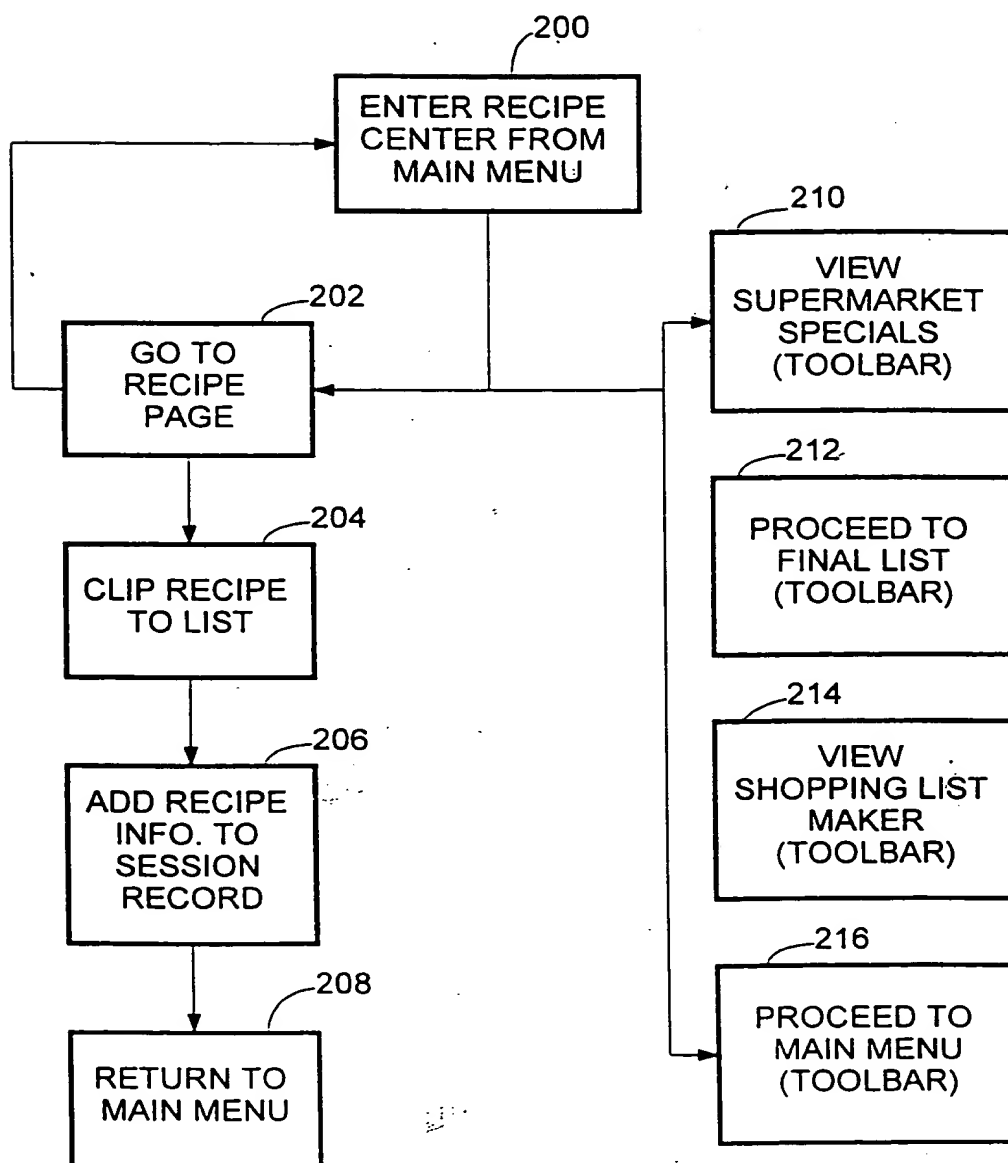 200
ENTER RECIPE
CENTER FROM
MAIN MENU
202
GO TO
RECIPE
PAGE
204
CLIP RECIPE
TO LIST
206
ADD RECIPE
INFO. TO
SESSION
RECORD
208
RETURN TO
MAIN MENU
210
VIEW
SUPERMARKET
SPECIALS
(TOOLBAR)
212
PROCEED TO
FINAL LIST
(TOOLBAR)
214
VIEW
SHOPPING LIST
MAKER
(TOOLBAR)
216
PROCEED TO
MAIN MENU
(TOOLBAR)